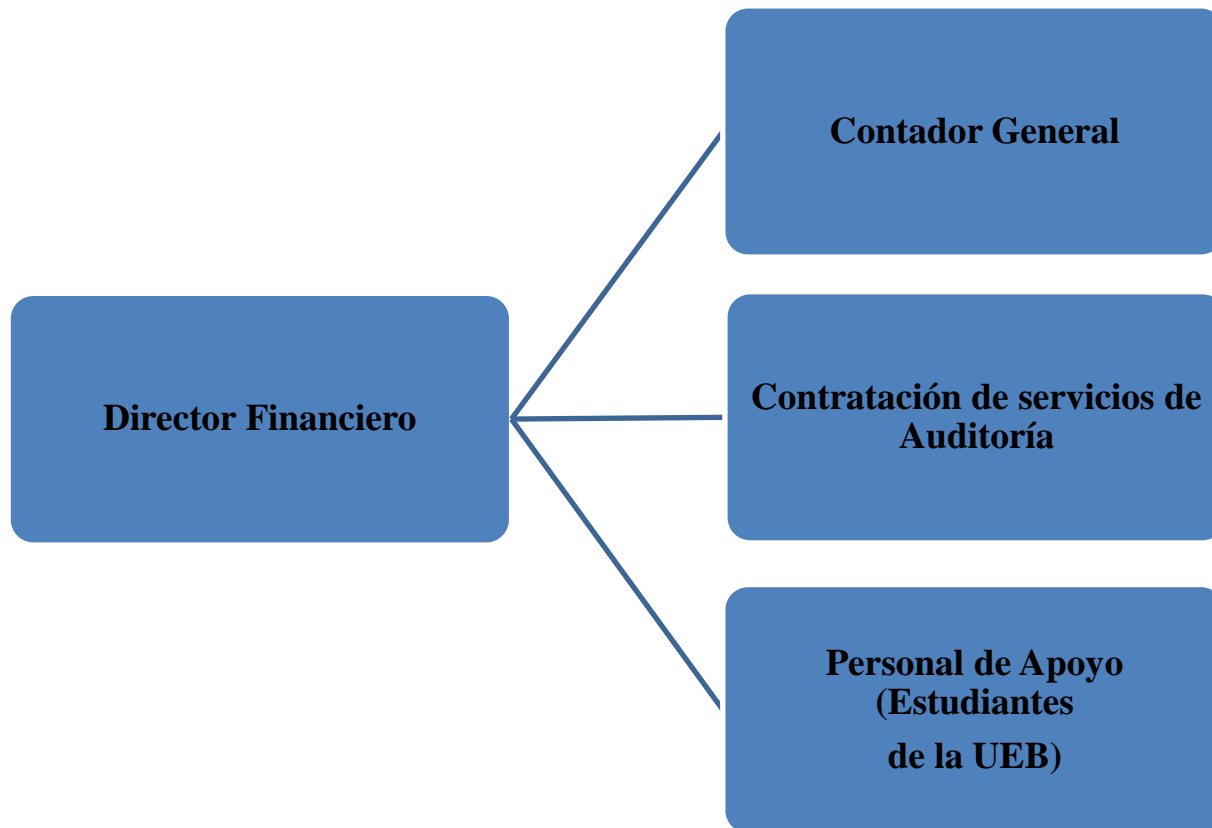 Contador General
Director Financiero
Contratación de servicios de
Auditoría
Personal de Apoyo
(Estudiantes
de la UEB)